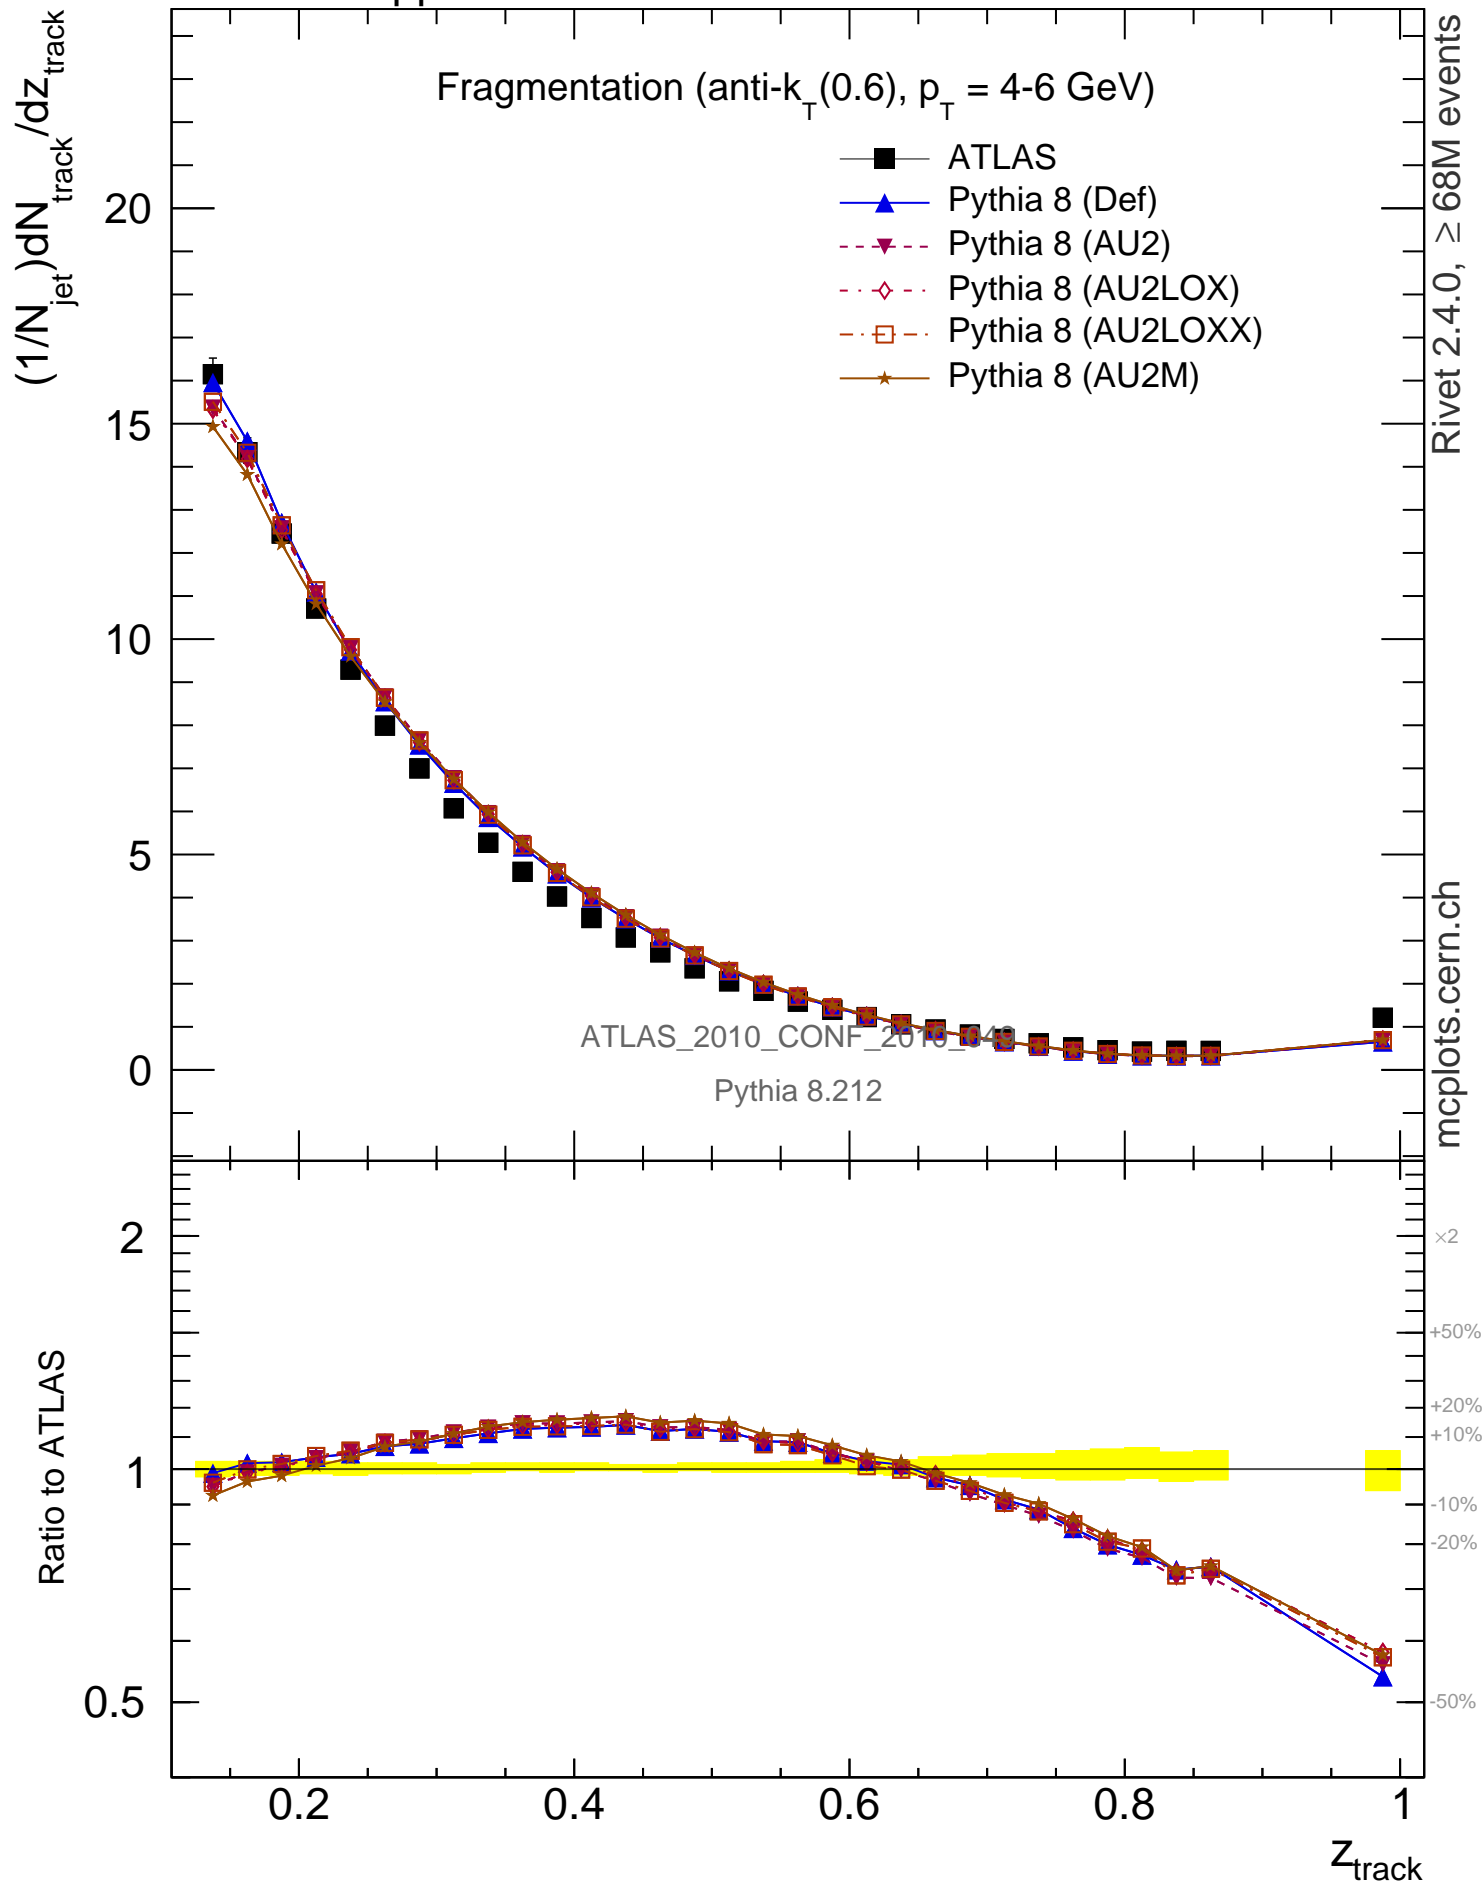 Fragmentation (anti-k_T(0.6), p_T = 4-6 GeV)
ATLAS
Pythia 8 (Def)
Pythia 8 (AU2)
Pythia 8 (AU2LOX)
Pythia 8 (AU2LOXX)
Pythia 8 (AU2M)
(1/N_jet)dN_track/dz_track
20
15
10
5
0
ATLAS_2010_CONF_2010_049
Pythia 8.212
Rivet 2.4.0, ≥ 68M events
mcplots.cern.ch
Ratio to ATLAS
2
1
0.5
×2
+50%
+20%
+10%
-10%
-20%
-50%
0.2
0.4
0.6
0.8
1
z_track